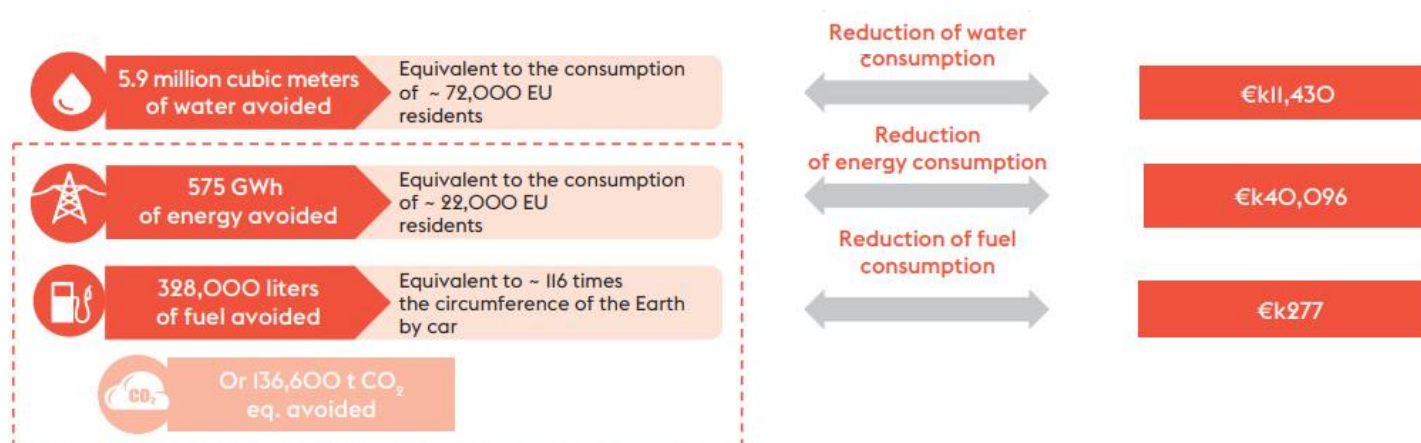 Reduction of water
consumption
5.9 million cubic meters
of water avoided
Equivalent to the consumption
of ~ 72,000 EU
residents
€k11,430
Reduction
of energy consumption
575 GWh
of energy avoided
Equivalent to the consumption
of ~ 22,000 EU
residents
€k40,096
Reduction of fuel
consumption
328,000 liters
of fuel avoided
Equivalent to ~ 116 times
the circumference of the Earth
by car
€k277
CO₂
Or 136,600 t CO₂
eq. avoided